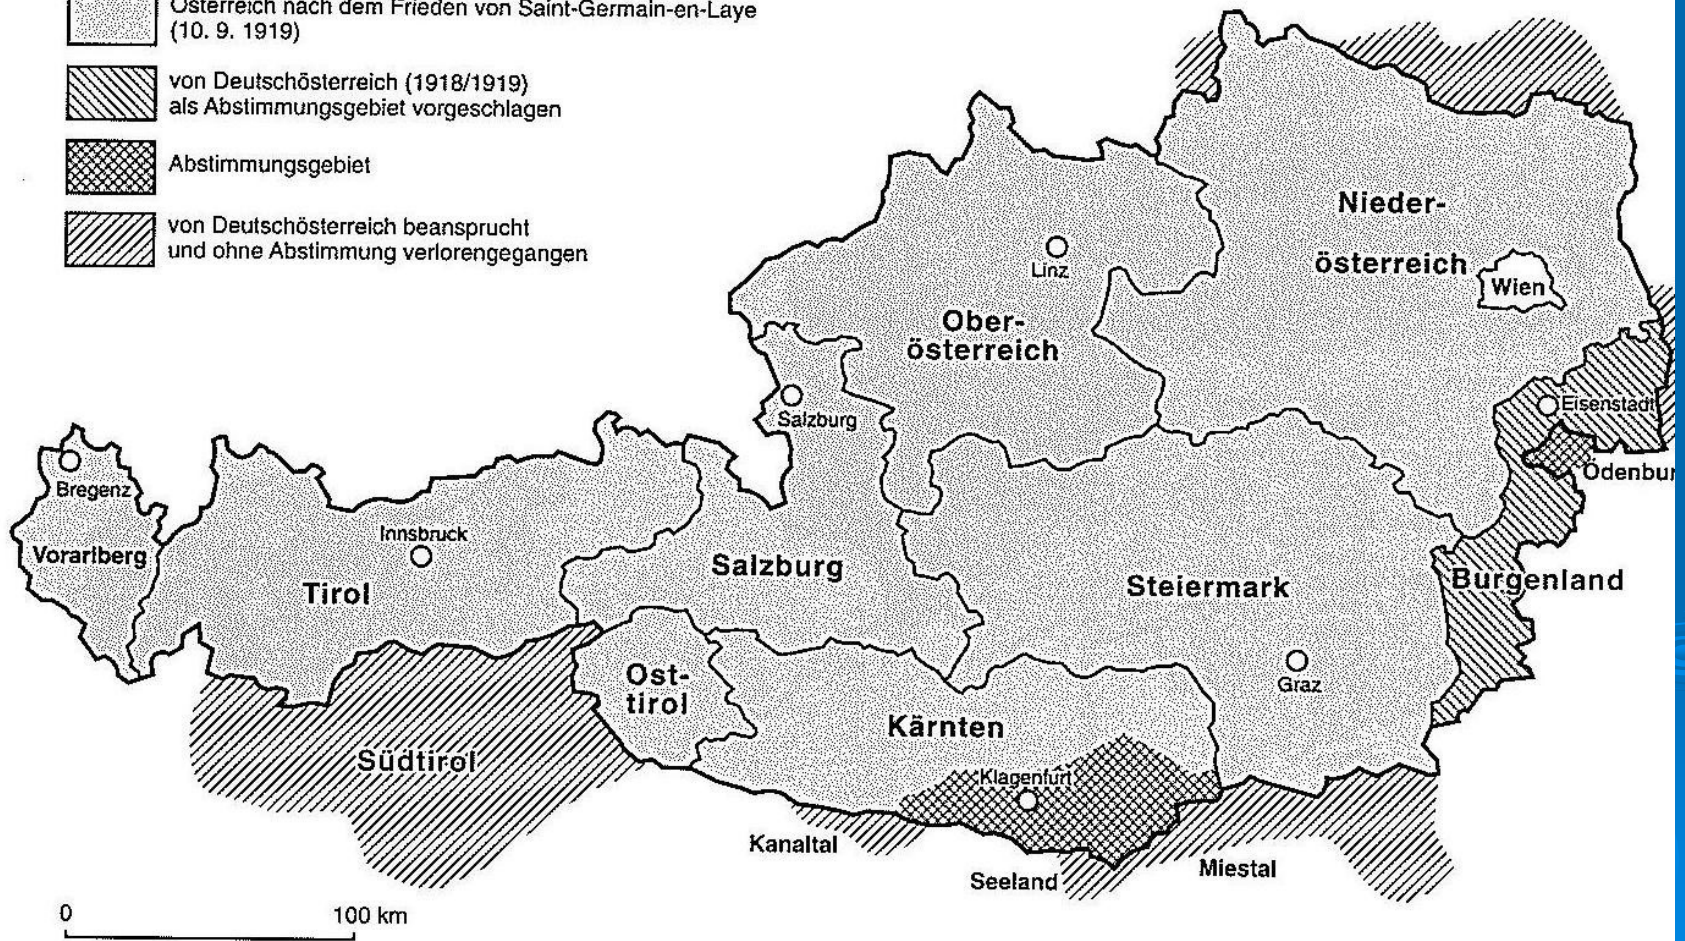 Österreich nach dem Frieden von Saint-Germain-en-Laye
(10. 9. 1919)
von Deutschösterreich (1918/1919)
als Abstimmungsgebiet vorgeschlagen
Abstimmungsgebiet
von Deutschösterreich beansprucht
und ohne Abstimmung verlorengegangen
Nieder-
österreich
Wien
Linz
Ober-
österreich
Salzburg
Eisenstadt
Ödenbur
Bregenz
Vorarlberg
Innsbruck
Tirol
Salzburg
Steiermark
Burgenland
Graz
Ost-
tirol
Kärnten
Südtirol
Klagenfurt
Kanaltal
Seeland
Miestal
0 100 km